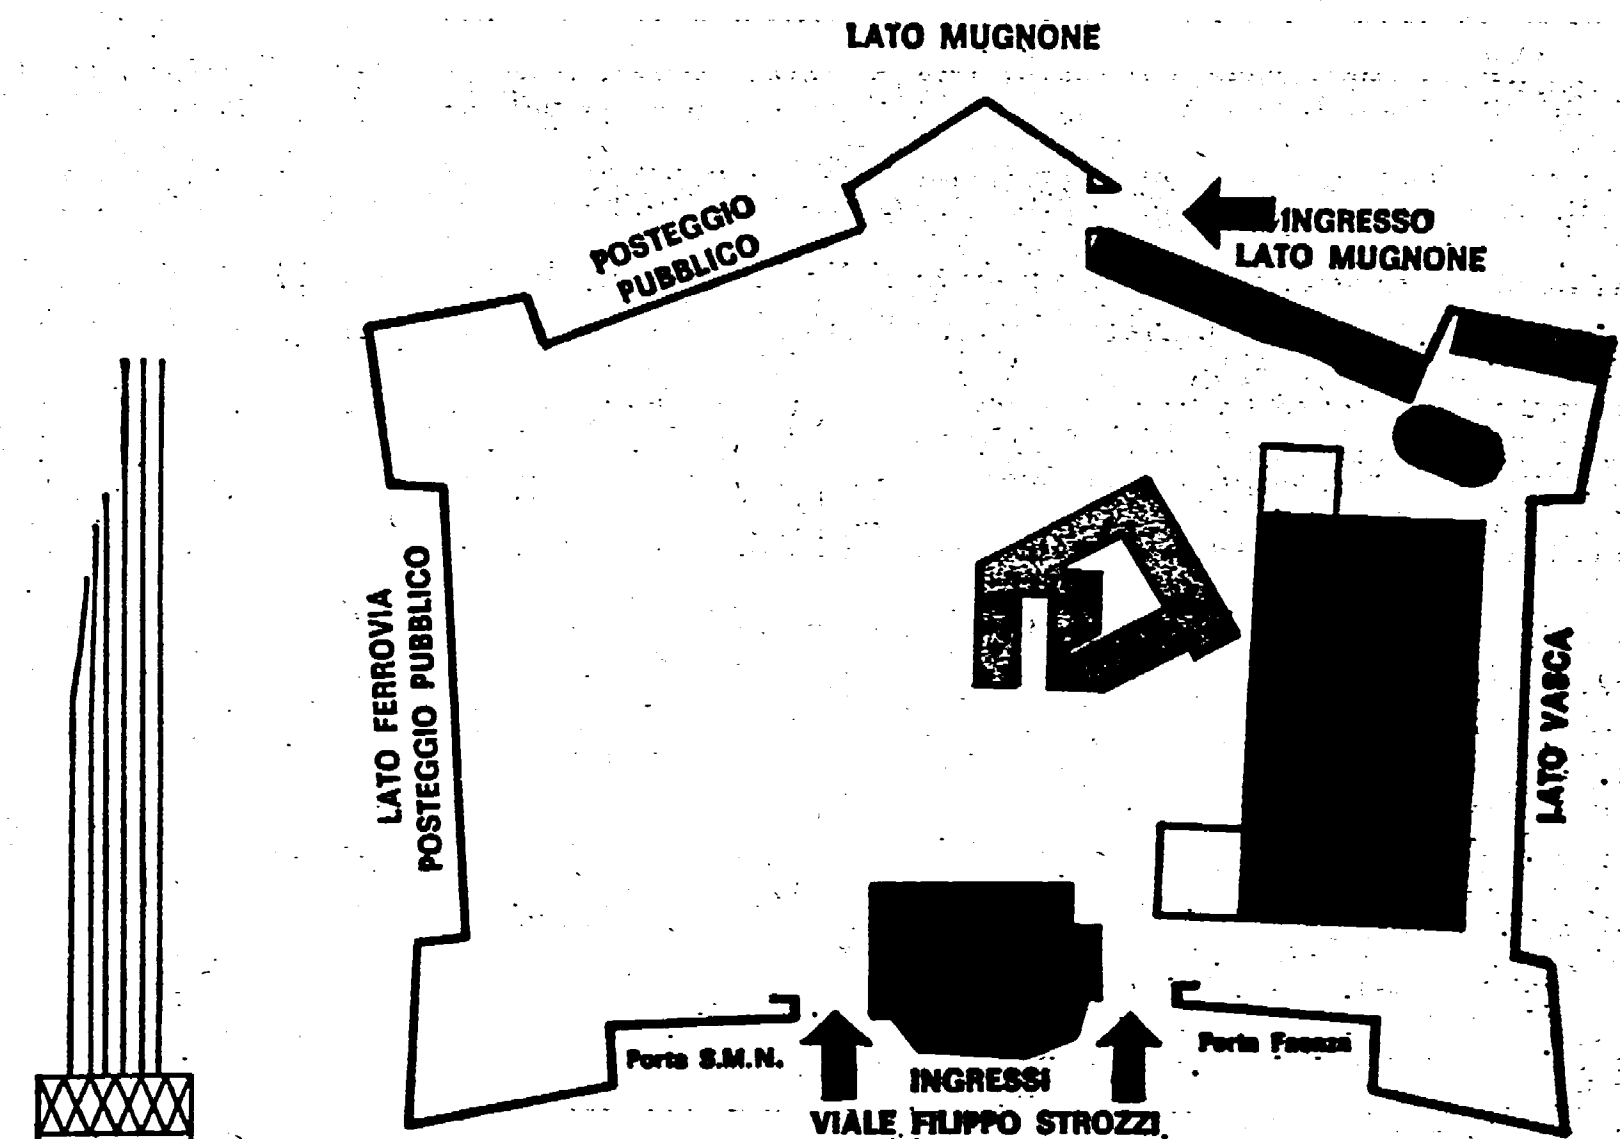 LATO MUGNONE
POSTEGGIO
PUBBLICO
INGRESSO
LATO MUGNONE
LATO FERROVIA
POSTEGGIO PUBBLICO
LATO VASCA
Porta S.M.N.
Porta Faenza
INGRESSI
VIALE FILIPPO STROZZI